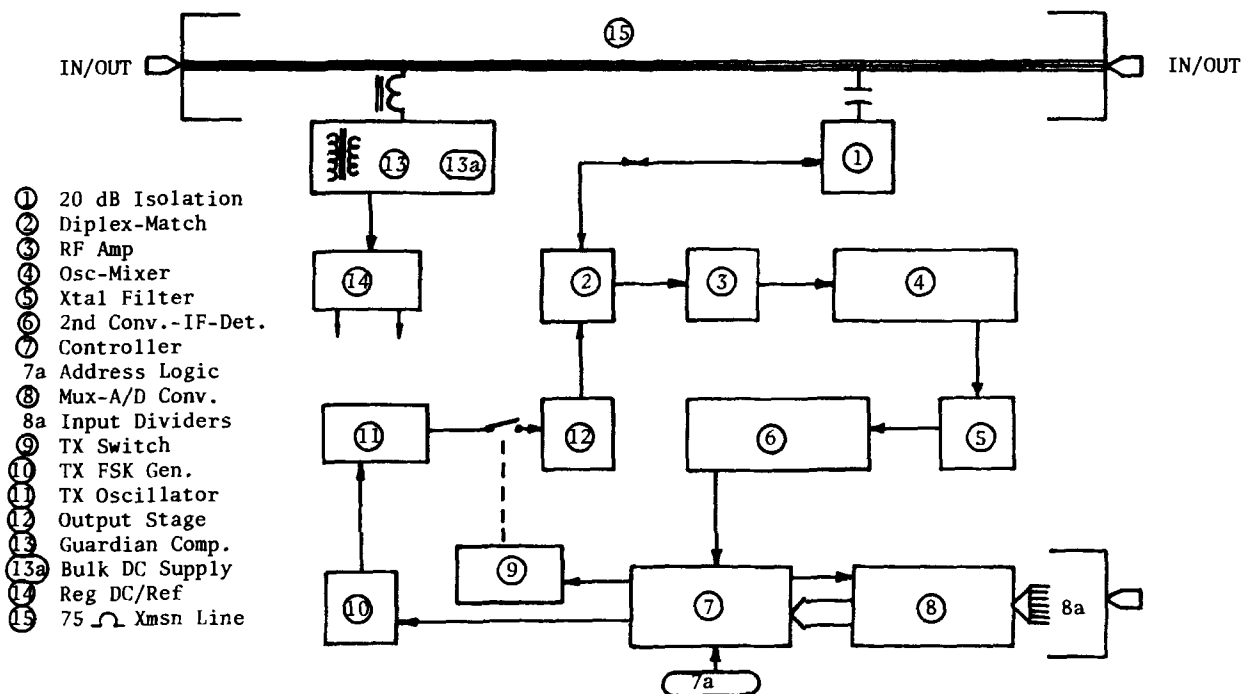 ⑮
IN/OUT
IN/OUT
⑬ 13a
①
① 20 dB Isolation
② Diplex-Match
③ RF Amp
④ Osc-Mixer
⑤ Xtal Filter
⑥ 2nd Conv.-IF-Det.
⑦ Controller
7a Address Logic
⑧ Mux-A/D Conv.
8a Input Dividers
⑨ TX Switch
⑩ TX FSK Gen.
⑪ TX Oscillator
⑫ Output Stage
⑬ Guardian Comp.
13a Bulk DC Supply
⑭ Reg DC/Ref
⑮ 75 Ω Xmsn Line
⑭
②
③
④
⑪
⑫
⑥
⑤
⑨
⑩
⑦
⑧
8a
7a